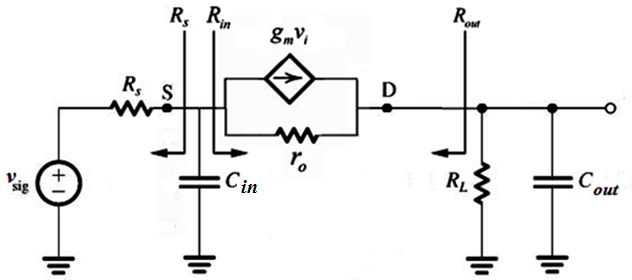 R_s R_in g_m v_i R_out
R_s S D
r_o
v_sig + − C_in R_L C_out